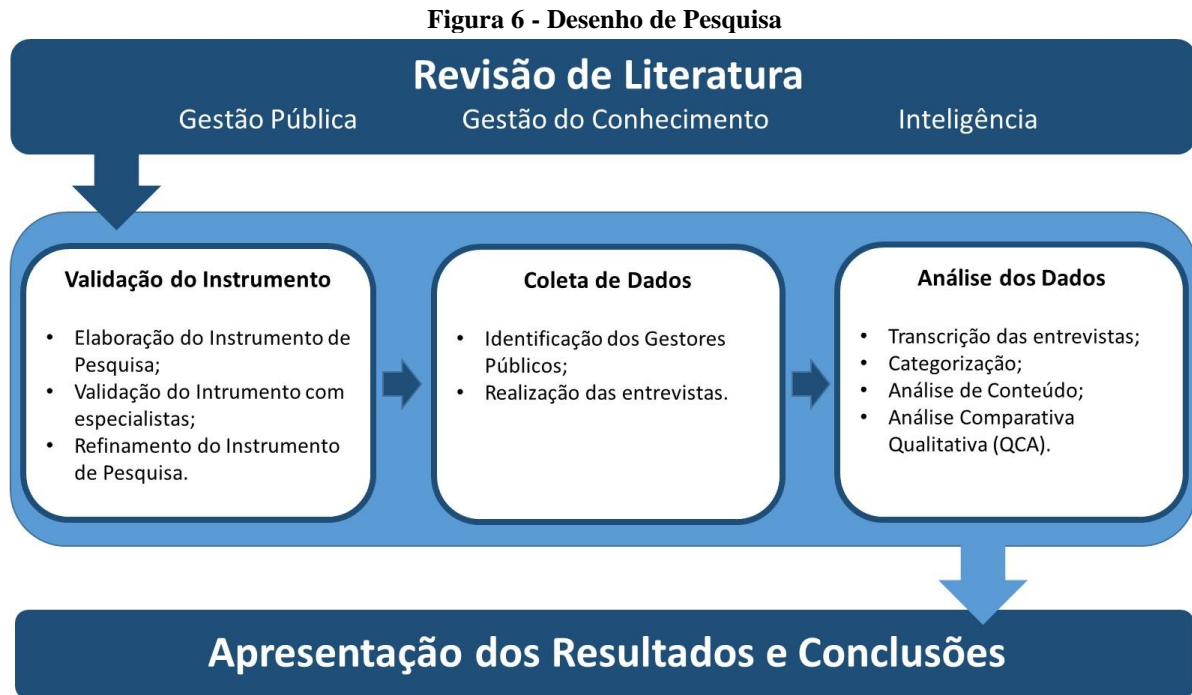 Figura 6 - Desenho de Pesquisa
Revisão de Literatura
Gestão Pública Gestão do Conhecimento Inteligência
Validação do Instrumento
• Elaboração do Instrumento de
Pesquisa;
• Validação do Intrumento com
especialistas;
• Refinamento do Instrumento
de Pesquisa.
Coleta de Dados
• Identificação dos Gestores
Públicos;
• Realização das entrevistas.
Análise dos Dados
• Transcrição das entrevistas;
• Categorização;
• Análise de Conteúdo;
• Análise Comparativa
Qualitativa (QCA).
Apresentação dos Resultados e Conclusões